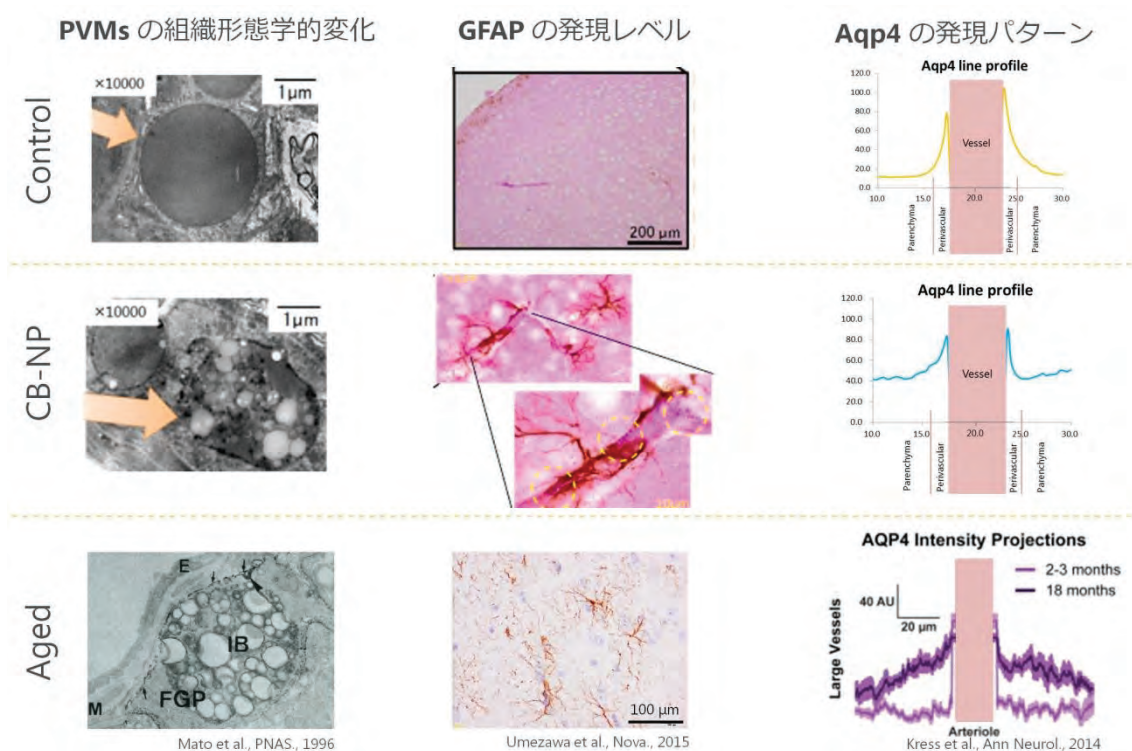 PVMs の組織形態学的変化
GFAP の発現レベル
Aqp4 の発現パターン
Control
×10000
1μm
200 μm
Aqp4 line profile
120.0
100.0
80.0
60.0
40.0
20.0
0.0
Vessel
10.0
15.0
20.0
25.0
30.0
Parenchyma
Perivascular
Perivascular
Parenchyma
CB-NP
×10000
1μm
Aqp4 line profile
120.0
100.0
80.0
60.0
40.0
20.0
0.0
Vessel
10.0
15.0
20.0
25.0
30.0
Parenchyma
Perivascular
Perivascular
Parenchyma
Aged
E
IB
FGP
M
Mato et al., PNAS., 1996
100 μm
Umezawa et al., Nova., 2015
AQP4 Intensity Projections
2-3 months
18 months
40 AU
20 μm
Large Vessels
Arteriole
Kress et al., Ann Neurol., 2014